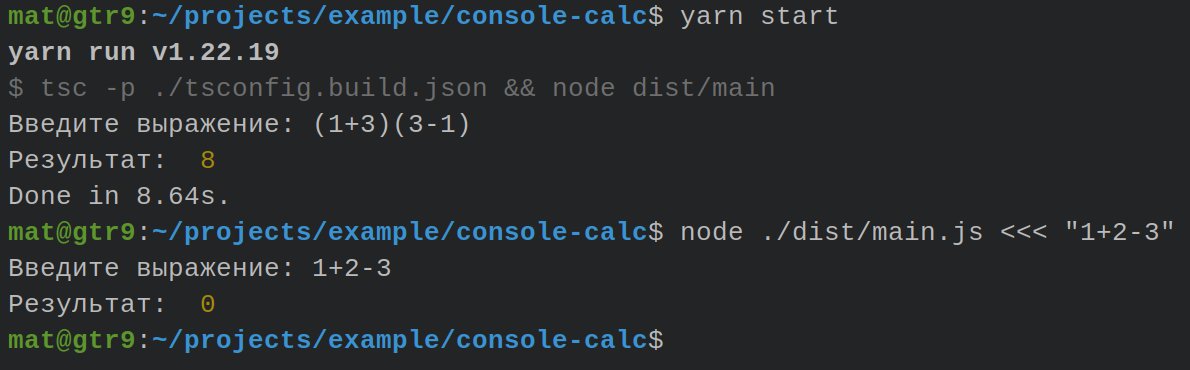 mat@gtr9:~/projects/example/console-calc$ yarn start
yarn run v1.22.19
$ tsc -p ./tsconfig.build.json && node dist/main
Введите выражение: (1+3)(3-1)
Результат:  8
Done in 8.64s.
mat@gtr9:~/projects/example/console-calc$ node ./dist/main.js <<< "1+2-3"
Введите выражение: 1+2-3
Результат:  0
mat@gtr9:~/projects/example/console-calc$